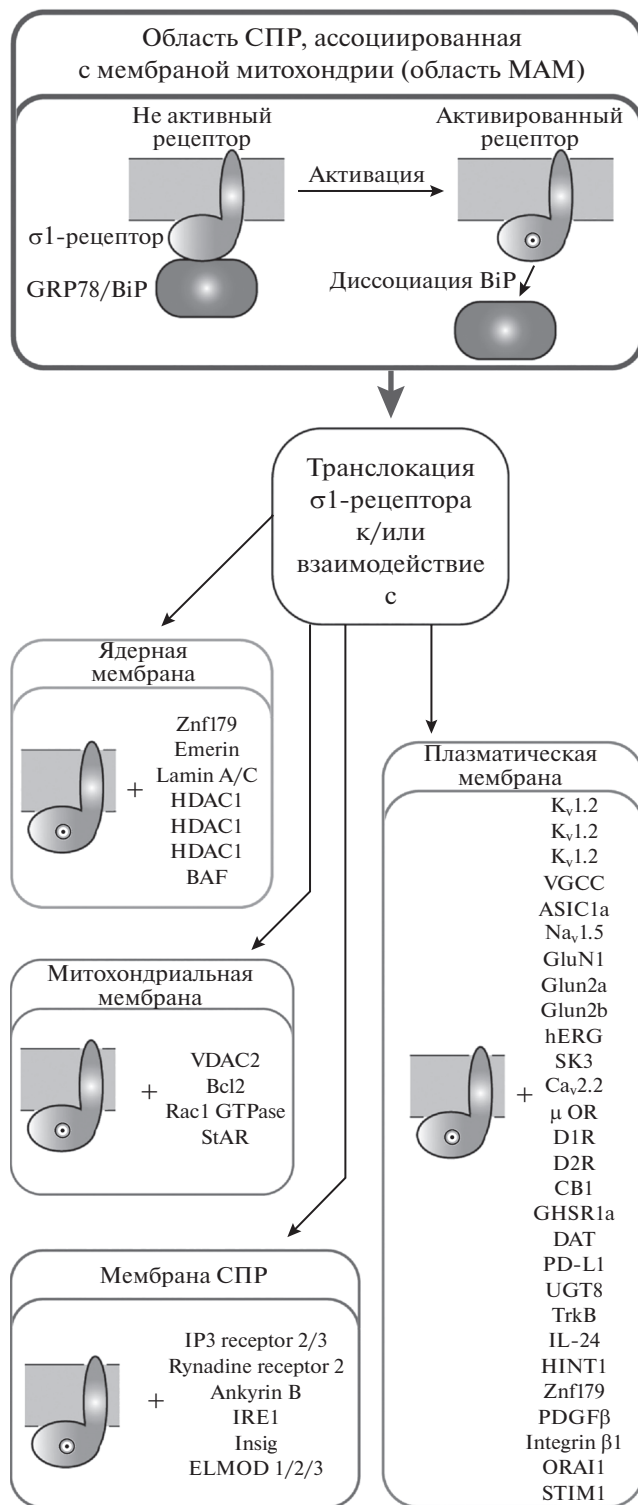 Область СПР, ассоциированная
с мембраной митохондрии (область МАМ)
Не активный
рецептор
Активированный
рецептор
Активация
σ1-рецептор
GRP78/BiP
Диссоциация BiP
Транслокация
σ1-рецептора
к/или
взаимодействие
с
Ядерная
мембрана
+
Znf179
Emerin
Lamin A/C
HDAC1
HDAC1
HDAC1
BAF
Митохондриальная
мембрана
+
VDAC2
Bcl2
Rac1 GTPase
StAR
Мембрана СПР
+
IP3 receptor 2/3
Rynadine receptor 2
Ankyrin B
IRE1
Insig
ELMOD 1/2/3
Плазматическая
мембрана
+
Kv1.2
Kv1.2
Kv1.2
VGCC
ASIC1a
Nav1.5
GluN1
Glun2a
Glun2b
hERG
SK3
Cav2.2
μ OR
D1R
D2R
CB1
GHSR1a
DAT
PD-L1
UGT8
TrkB
IL-24
HINT1
Znf179
PDGFβ
Integrin β1
ORAI1
STIM1